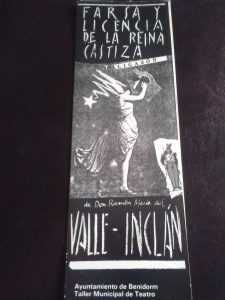 FARSA Y
LICENCIA
DE LA REINA
CASTIZA
LIGAZÓN
de Don Ramón María del
VALLE-INCLÁN
Ayuntamiento de Benidorm
Taller Municipal de Teatro